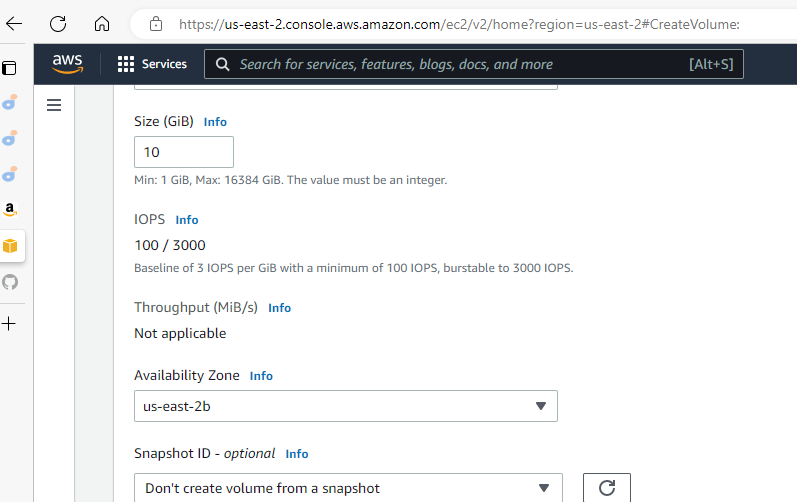 https://us-east-2.console.aws.amazon.com/ec2/v2/home?region=us-east-2#CreateVolume:
aws
Services
Search for services, features, blogs, docs, and more
[Alt+S]
Size (GiB) Info
10
Min: 1 GiB, Max: 16384 GiB. The value must be an integer.
IOPS Info
100 / 3000
Baseline of 3 IOPS per GiB with a minimum of 100 IOPS, burstable to 3000 IOPS.
Throughput (MiB/s) Info
Not applicable
Availability Zone Info
us-east-2b
Snapshot ID - optional Info
Don't create volume from a snapshot